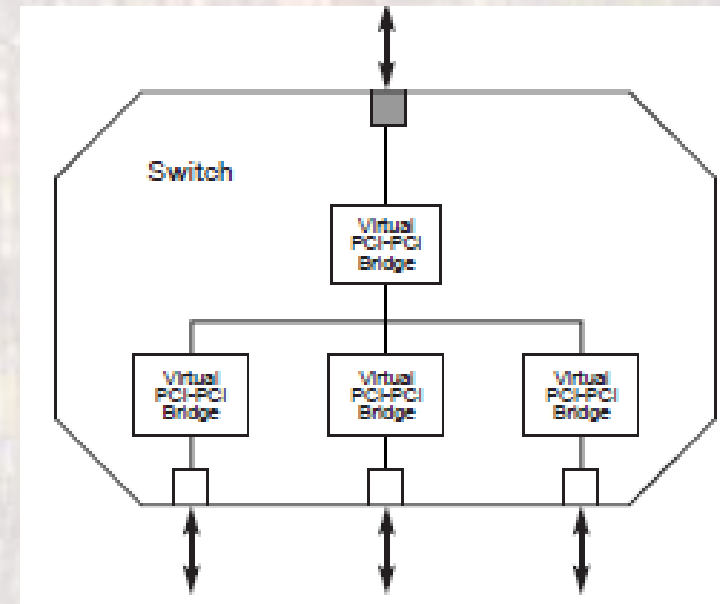 Switch
Virtual
PCI-PCI
Bridge
Virtual
PCI-PCI
Bridge
Virtual
PCI-PCI
Bridge
Virtual
PCI-PCI
Bridge